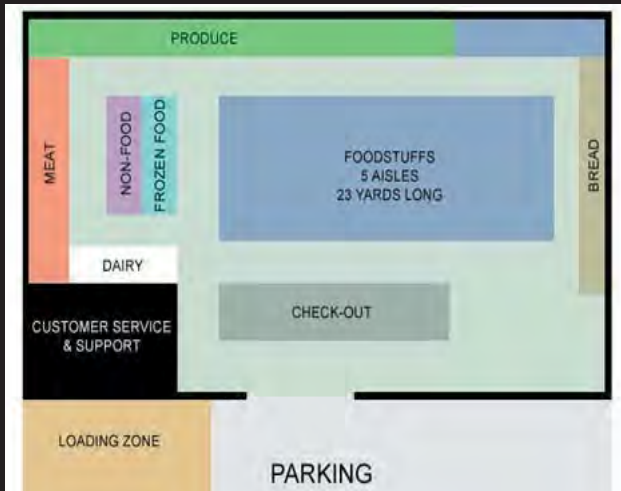 PRODUCE
MEAT
NON-FOOD
FROZEN FOOD
FOODSTUFFS
5 AISLES
23 YARDS LONG
BREAD
DAIRY
CHECK-OUT
CUSTOMER SERVICE
& SUPPORT
LOADING ZONE
PARKING